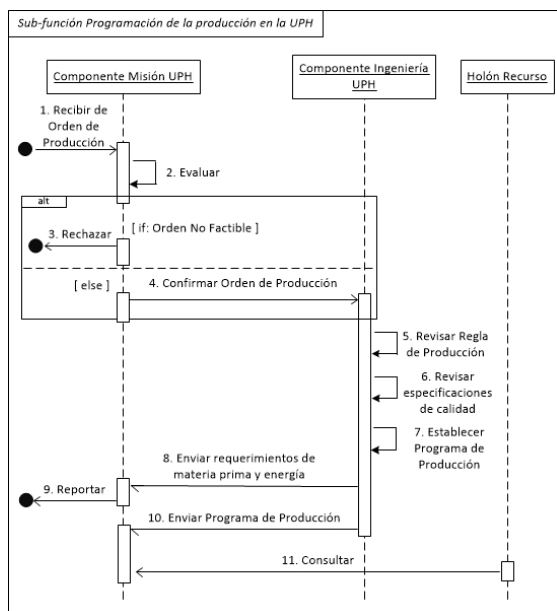 Sub-función Programación de la producción en la UPH
Componente Misión UPH
Componente Ingeniería
UPH
Holón Recurso
1. Recibir de
Orden de
Producción
2. Evaluar
alt
[ if: Orden No Factible ]
3. Rechazar
[ else ]
4. Confirmar Orden de Producción
5. Revisar Regla
de Producción
6. Revisar
especificaciones
de calidad
7. Establecer
Programa de
Producción
8. Enviar requerimientos de
materia prima y energía
9. Reportar
10. Enviar Programa de Producción
11. Consultar